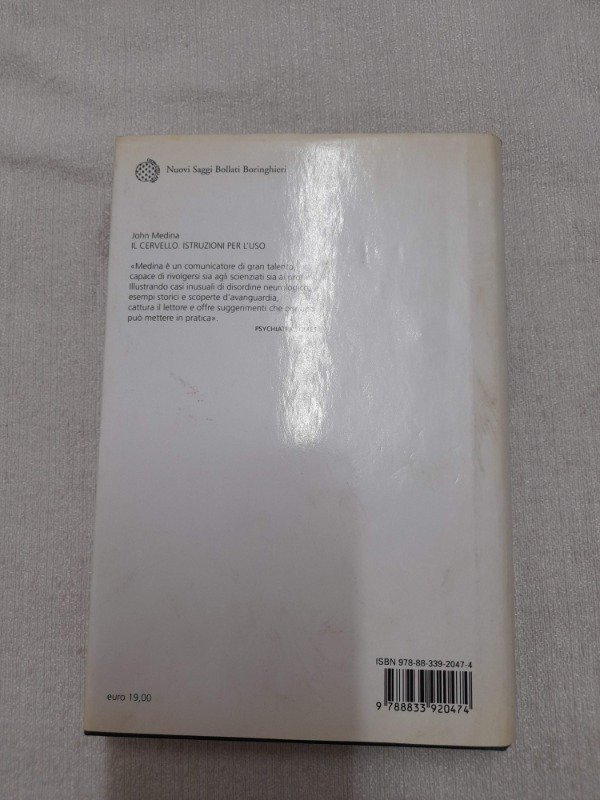 Nuovi Saggi Bollati Boringhieri
John Medina
IL CERVELLO. ISTRUZIONI PER L'USO
«Medina è un comunicatore di gran talento,
capace di rivolgersi sia agli scienziati sia ai
Illustrando casi inusuali di disordine neurologico,
esempi storici e scoperte d'avanguardia,
cattura il lettore e offre suggerimenti che
può mettere in pratica».
ISBN 978-88-339-2047-4
9 788833 920474
euro 19,00